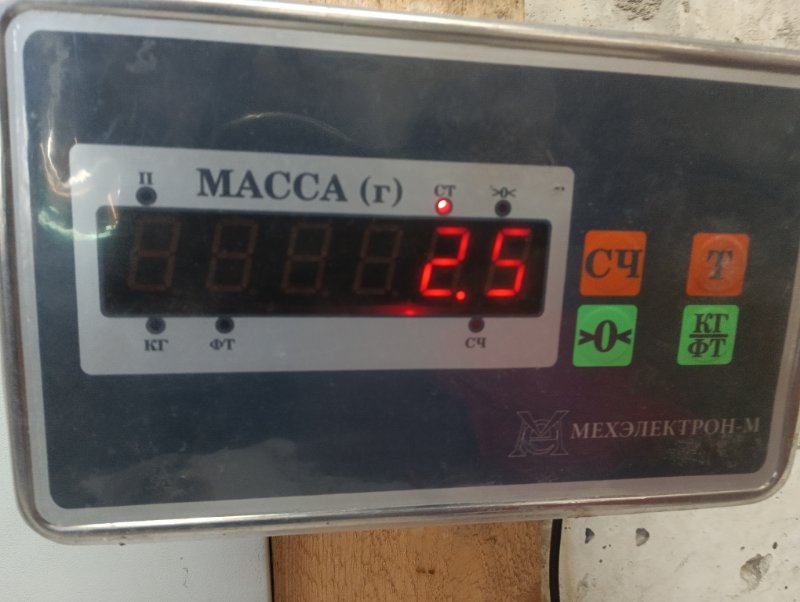 П МАССА (г) СТ >0<
2.5
КГ ФТ СЧ
СЧ Т
>0< КГ
ФТ
МЕХЭЛЕКТРОН-М